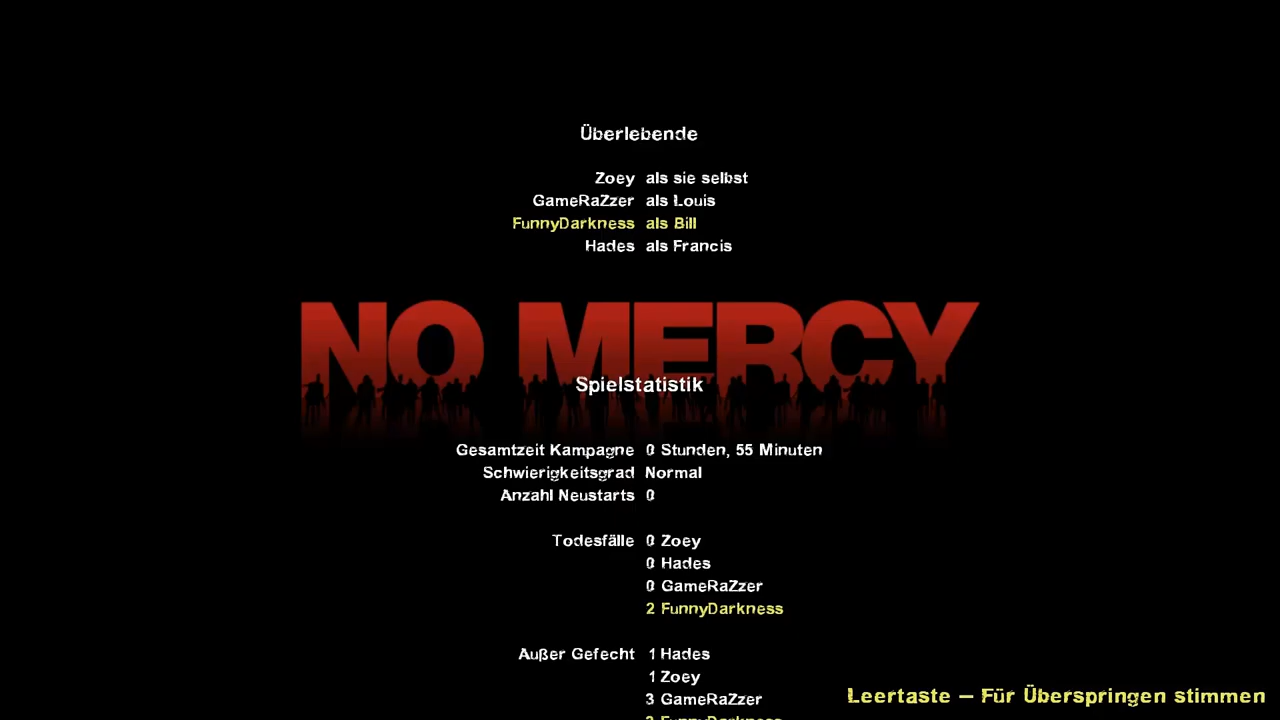 Überlebende
Zoey als sie selbst
GameRaZzer als Louis
FunnyDarkness als Bill
Hades als Francis
NO MERCY
Spielstatistik
Gesamtzeit Kampagne 0 Stunden, 55 Minuten
Schwierigkeitsgrad Normal
Anzahl Neustarts 0
Todesfälle 0 Zoey
0 Hades
0 GameRaZzer
2 FunnyDarkness
Außer Gefecht 1 Hades
1 Zoey
3 GameRaZzer
FunnyDarkness
Leertaste – Für Überspringen stimmen